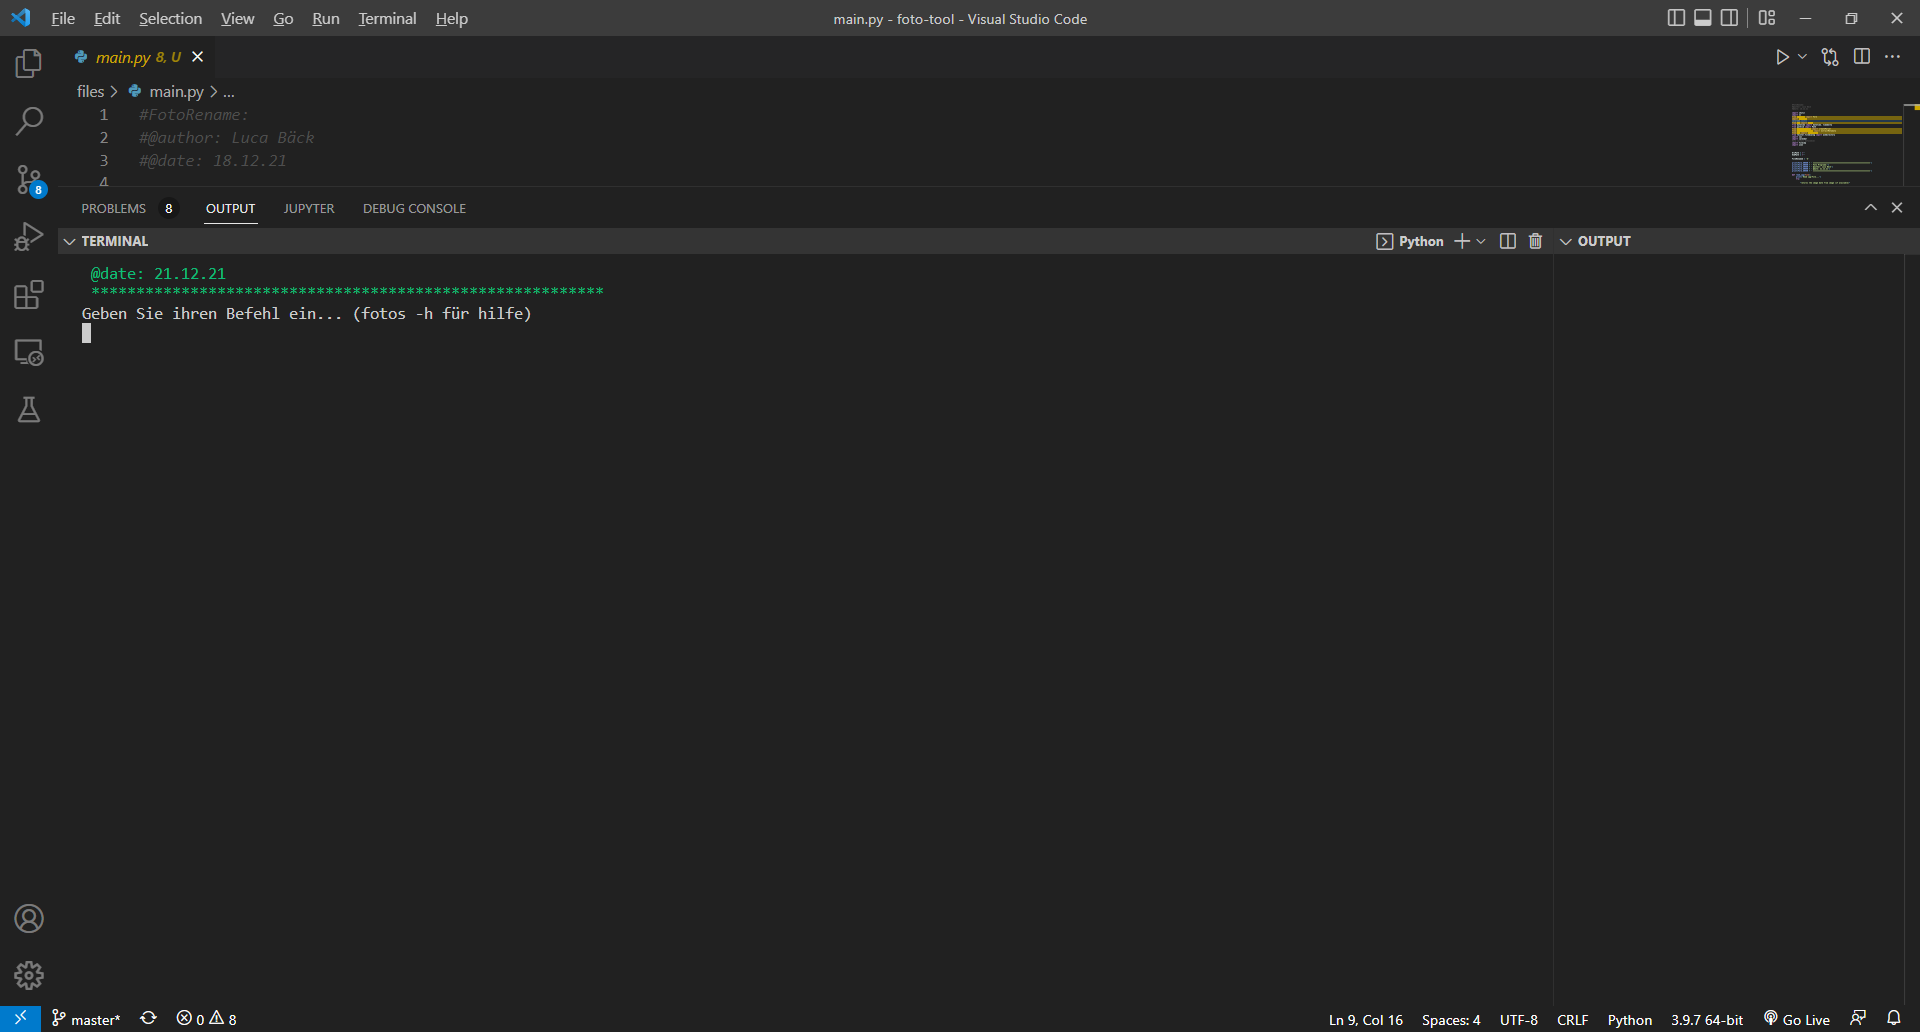 File Edit Selection View Go Run Terminal Help main.py - foto-tool - Visual Studio Code
main.py 8, U
files > main.py > ...
1 #FotoRename:
2 #@author: Luca Bäck
3 #@date: 18.12.21
4
PROBLEMS 8 OUTPUT JUPYTER DEBUG CONSOLE
TERMINAL Python OUTPUT
@date: 21.12.21
*********************************************************
Geben Sie ihren Befehl ein... (fotos -h für hilfe)
8
master* 0 8 Ln 9, Col 16 Spaces: 4 UTF-8 CRLF Python 3.9.7 64-bit Go Live